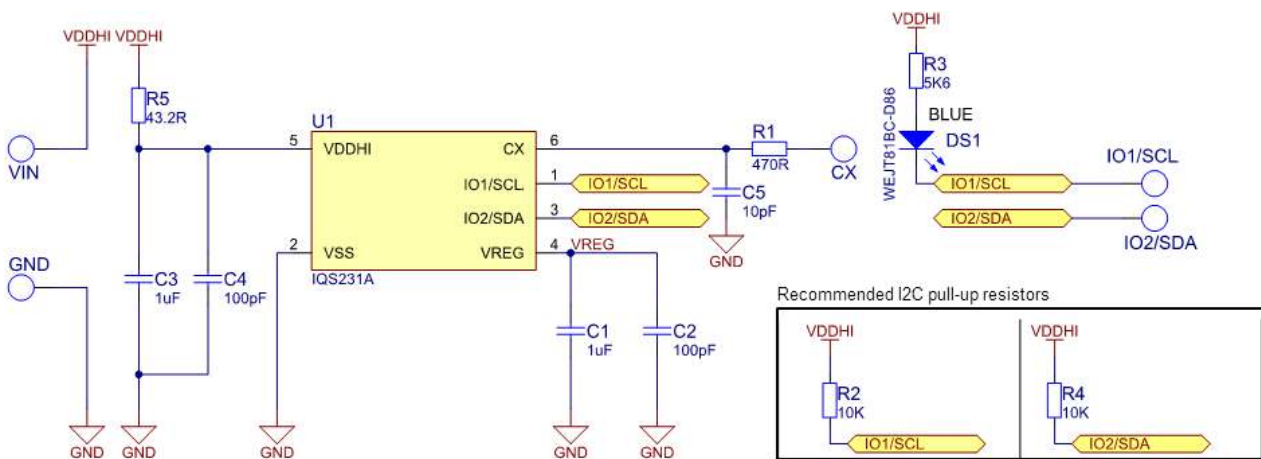 VDDHI
VDDHI
VIN
GND
GND
R5
43.2R
C3
1uF
C4
100pF
GND
GND
U1
5
VDDHI
2
VSS
CX
6
IO1/SCL
1
IO1/SCL
IO2/SDA
3
IO2/SDA
VREG
4
VREG
IQS231A
C1
1uF
GND
C2
100pF
GND
R1
470R
CX
C5
10pF
GND
VDDHI
R3
5K6
BLUE
DS1
WEJT81BC-D86
IO1/SCL
IO1/SCL
IO2/SDA
IO2/SDA
Recommended I2C pull-up resistors
VDDHI
R2
10K
IO1/SCL
VDDHI
R4
10K
IO2/SDA